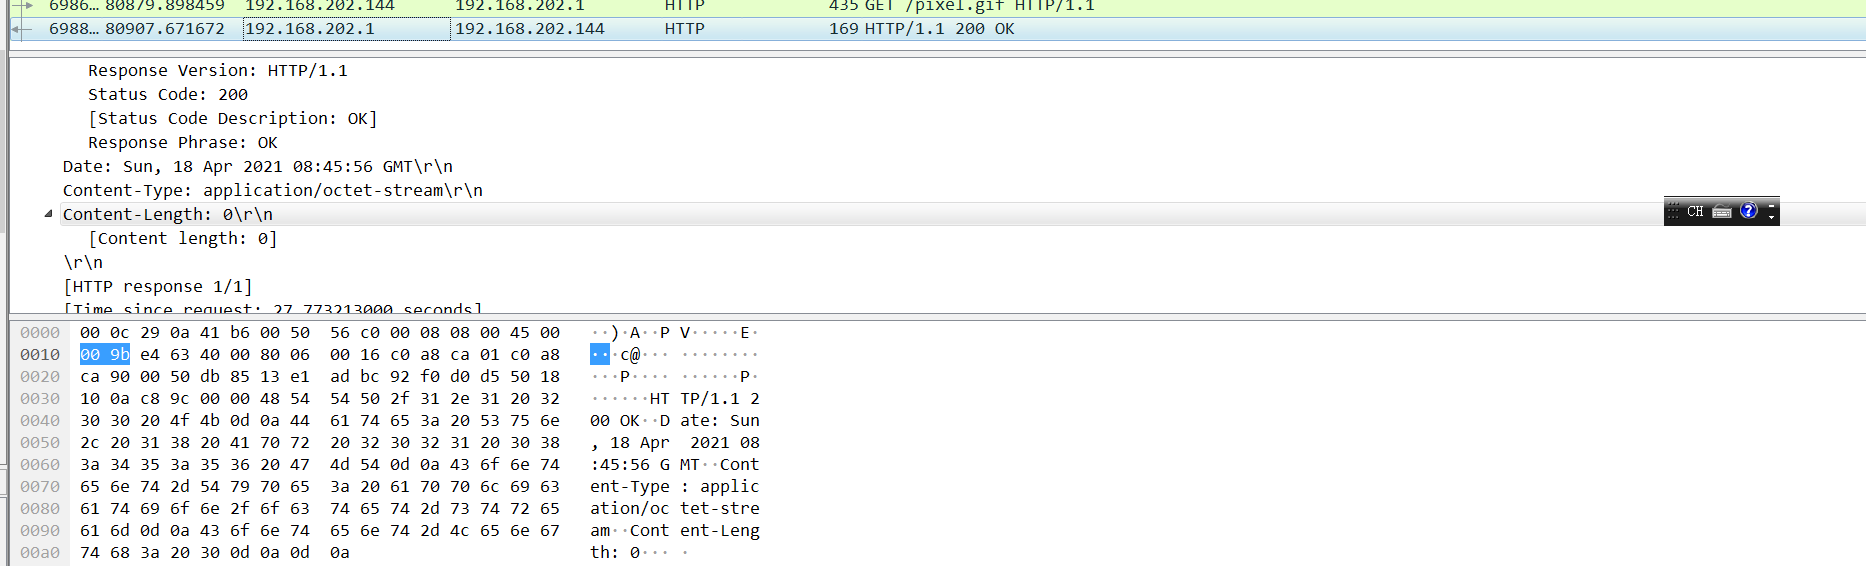 6986… 80879.898459 192.168.202.144 192.168.202.1 HTTP 435 GET /pixel.gif HTTP/1.1
6988… 80907.671672 192.168.202.1 192.168.202.144 HTTP 169 HTTP/1.1 200 OK
Response Version: HTTP/1.1
Status Code: 200
[Status Code Description: OK]
Response Phrase: OK
Date: Sun, 18 Apr 2021 08:45:56 GMT\r\n
Content-Type: application/octet-stream\r\n
Content-Length: 0\r\n
CH
[Content length: 0]
\r\n
[HTTP response 1/1]
[Time since request: 27.773213000 seconds]
0000 00 0c 29 0a 41 b6 00 50 56 c0 00 08 08 00 45 00 ··)·A··P V·····E·
0010 00 9b e4 63 40 00 80 06 00 16 c0 a8 ca 01 c0 a8 ···c@··· ········
0020 ca 90 00 50 db 85 13 e1 ad bc 92 f0 d0 d5 50 18 ···P···· ······P·
0030 10 0a c8 9c 00 00 48 54 54 50 2f 31 2e 31 20 32 ······HT TP/1.1 2
0040 30 30 20 4f 4b 0d 0a 44 61 74 65 3a 20 53 75 6e 00 OK··D ate: Sun
0050 2c 20 31 38 20 41 70 72 20 32 30 32 31 20 30 38 , 18 Apr 2021 08
0060 3a 34 35 3a 35 36 20 47 4d 54 0d 0a 43 6f 6e 74 :45:56 G MT··Cont
0070 65 6e 74 2d 54 79 70 65 3a 20 61 70 70 6c 69 63 ent-Type : applic
0080 61 74 69 6f 6e 2f 6f 63 74 65 74 2d 73 74 72 65 ation/oc tet-stre
0090 61 6d 0d 0a 43 6f 6e 74 65 6e 74 2d 4c 65 6e 67 am··Cont ent-Leng
00a0 74 68 3a 20 30 0d 0a 0d 0a th: 0··· ·